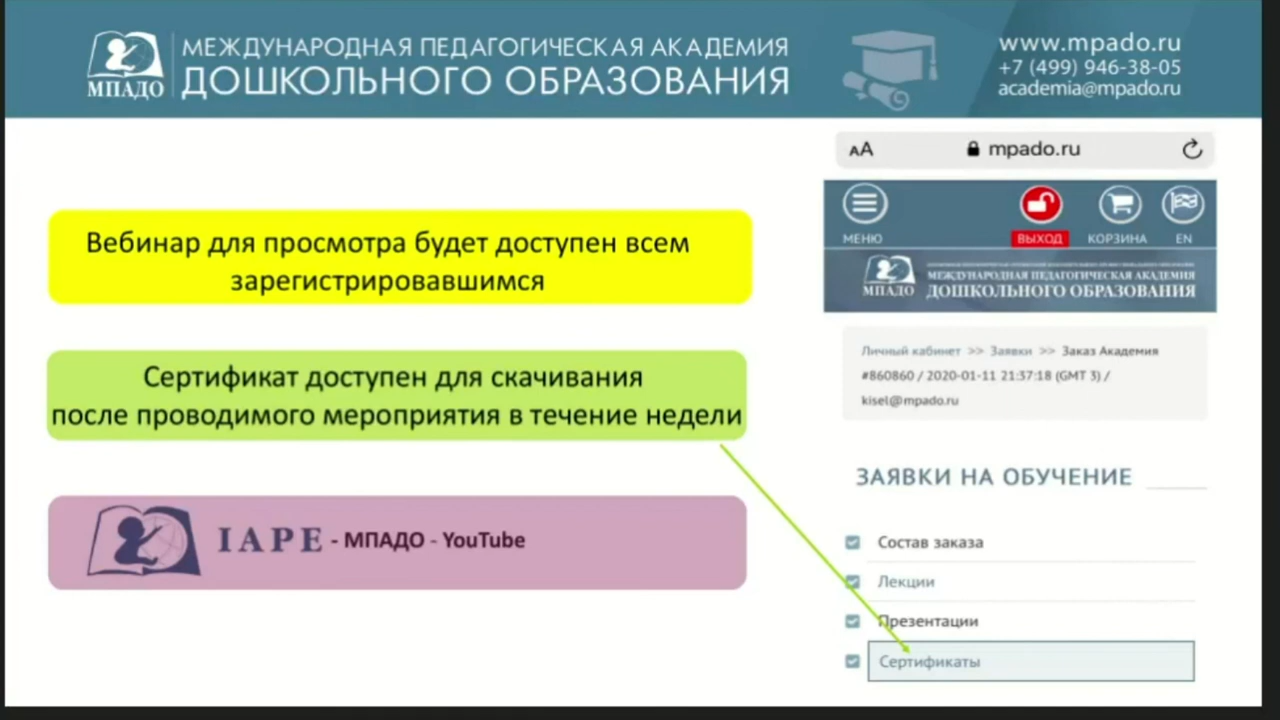 МПАДО
МЕЖДУНАРОДНАЯ ПЕДАГОГИЧЕСКАЯ АКАДЕМИЯ
ДОШКОЛЬНОГО ОБРАЗОВАНИЯ
www.mpado.ru
+7 (499) 946-38-05
academia@mpado.ru
Вебинар для просмотра будет доступен всем
зарегистрировавшимся
Сертификат доступен для скачивания
после проводимого мероприятия в течение недели
IAPE - МПАДО - YouTube
AA mpado.ru
МЕНЮ ВЫХОД КОРЗИНА EN
МПАДО
МЕЖДУНАРОДНАЯ ПЕДАГОГИЧЕСКАЯ АКАДЕМИЯ
ДОШКОЛЬНОГО ОБРАЗОВАНИЯ
Личный кабинет >> Заявки >> Заказ Академия
#860860 / 2020-01-11 21:37:18 (GMT 3) /
kisel@mpado.ru
ЗАЯВКИ НА ОБУЧЕНИЕ
Состав заказа
Лекции
Презентации
Сертификаты